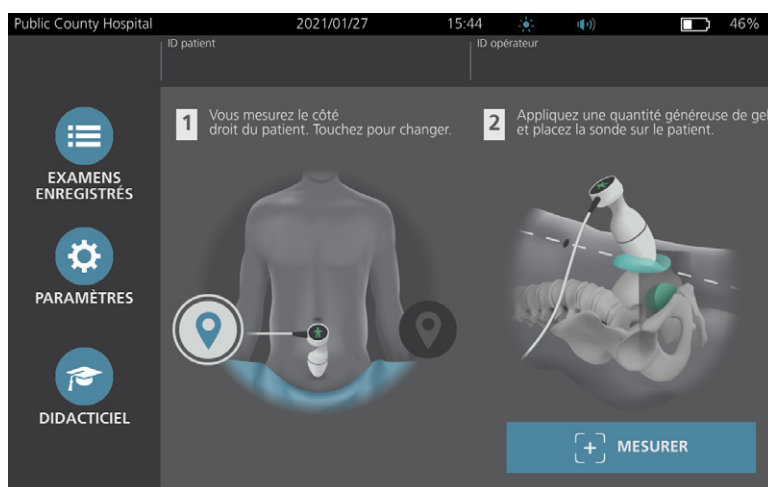 Public County Hospital 2021/01/27 15:44 46%
ID patient ID opérateur
1 Vous mesurez le côté
droit du patient. Touchez pour changer.
2 Appliquez une quantité généreuse de gel
et placez la sonde sur le patient.
EXAMENS
ENREGISTRÉS
PARAMÈTRES
DIDACTICIEL
MESURER